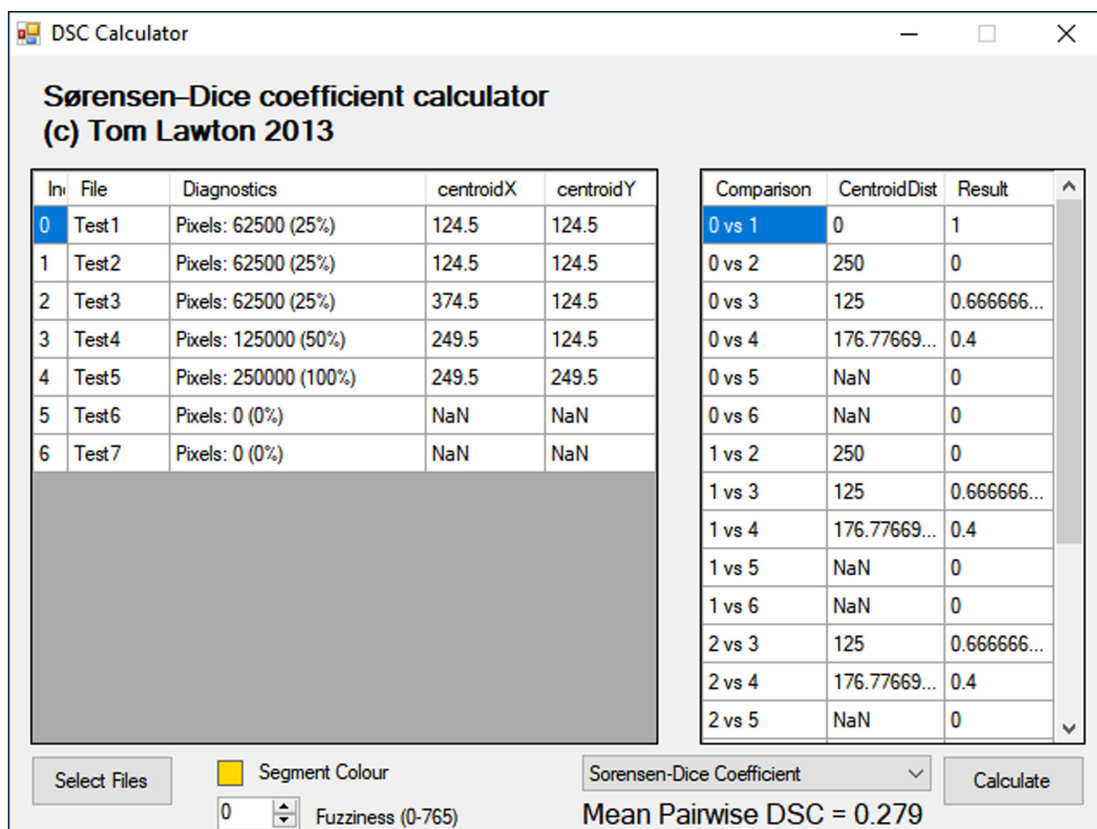 DSC Calculator
Sørensen–Dice coefficient calculator
(c) Tom Lawton 2013
In File Diagnostics centroidX centroidY
0 Test1 Pixels: 62500 (25%) 124.5 124.5
1 Test2 Pixels: 62500 (25%) 124.5 124.5
2 Test3 Pixels: 62500 (25%) 374.5 124.5
3 Test4 Pixels: 125000 (50%) 249.5 124.5
4 Test5 Pixels: 250000 (100%) 249.5 249.5
5 Test6 Pixels: 0 (0%) NaN NaN
6 Test7 Pixels: 0 (0%) NaN NaN
Comparison CentroidDist Result
0 vs 1 0 1
0 vs 2 250 0
0 vs 3 125 0.666666...
0 vs 4 176.77669... 0.4
0 vs 5 NaN 0
0 vs 6 NaN 0
1 vs 2 250 0
1 vs 3 125 0.666666...
1 vs 4 176.77669... 0.4
1 vs 5 NaN 0
1 vs 6 NaN 0
2 vs 3 125 0.666666...
2 vs 4 176.77669... 0.4
2 vs 5 NaN 0
Select Files
Segment Colour
0 Fuzziness (0-765)
Sorensen-Dice Coefficient
Calculate
Mean Pairwise DSC = 0.279